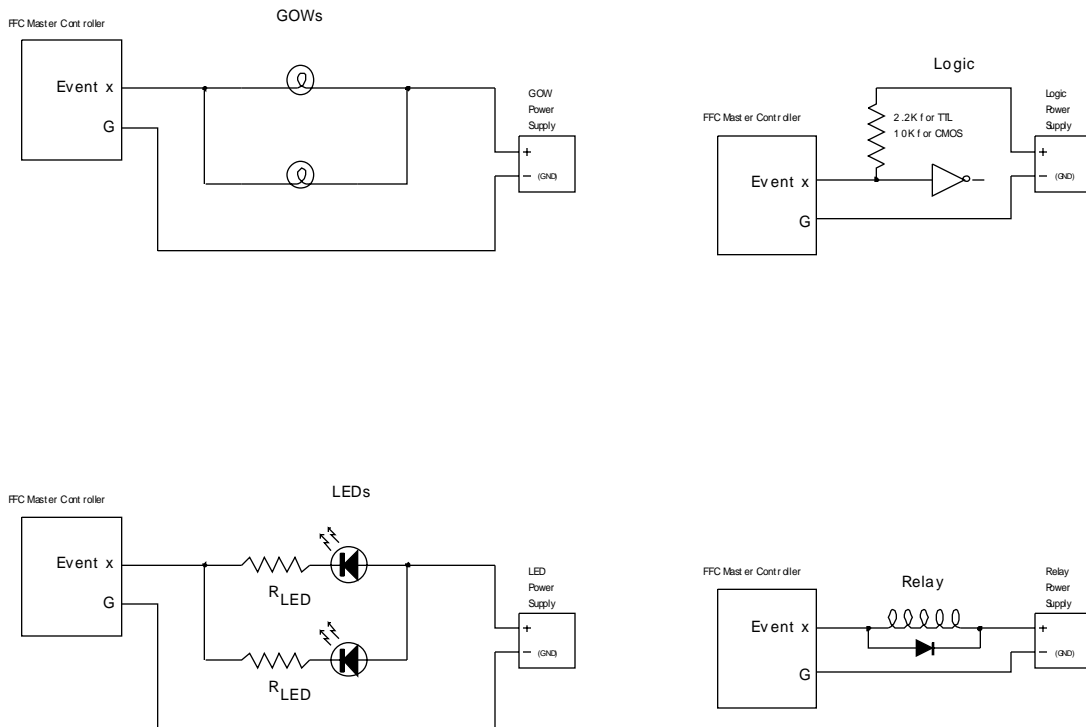 GOWs
FFC Master Controller
Event x
G
GOW
Power
Supply
+
– (GND)
Logic
FFC Master Controller
2.2K for TTL
10K for CMOS
Event x
G
Logic
Power
Supply
+
– (GND)
LEDs
FFC Master Controller
Event x
G
RLED
RLED
LED
Power
Supply
+
– (GND)
Relay
FFC Master Controller
Event x
G
Relay
Power
Supply
+
– (GND)